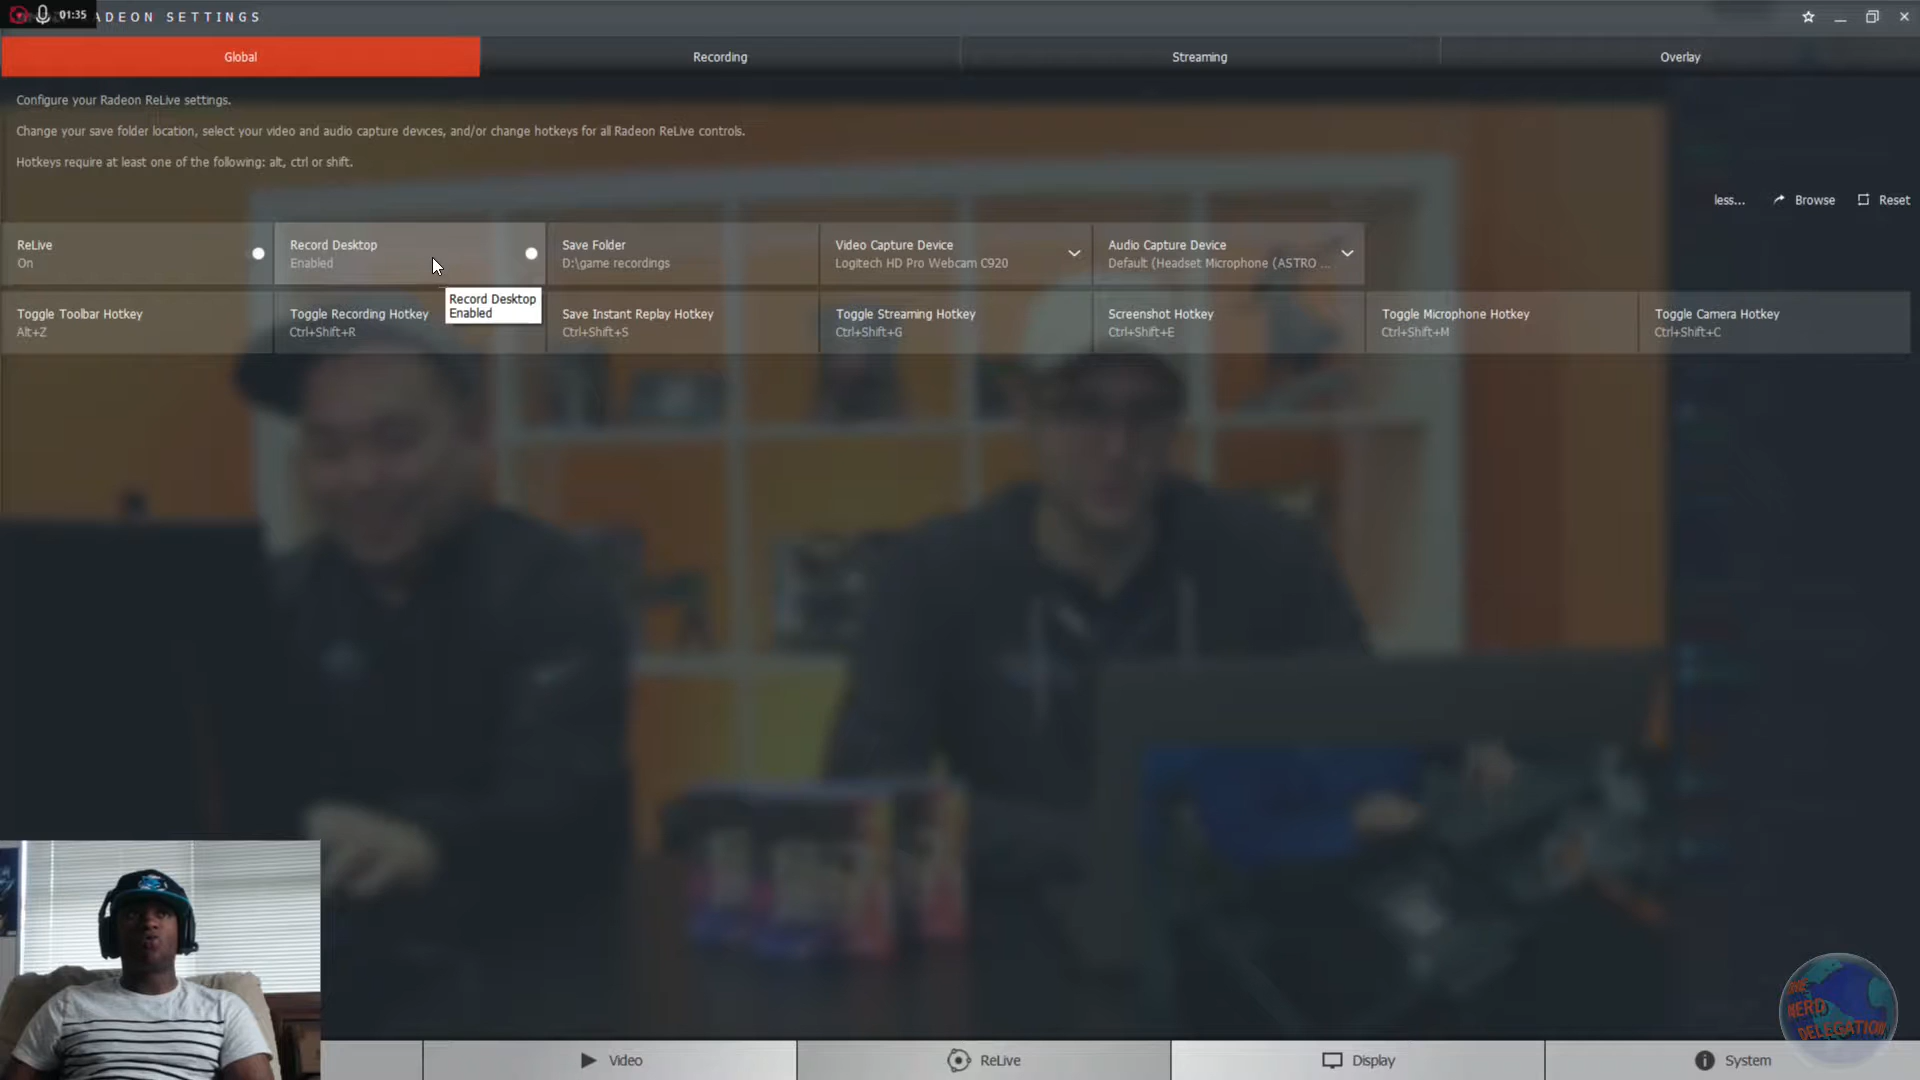 01:35
ADEON SETTINGS
Global
Recording
Streaming
Overlay
Configure your Radeon ReLive settings.
Change your save folder location, select your video and audio capture devices, and/or change hotkeys for all Radeon ReLive controls.
Hotkeys require at least one of the following: alt, ctrl or shift.
less...
Browse
Reset
ReLive
On
Record Desktop
Enabled
Save Folder
D:\game recordings
Video Capture Device
Logitech HD Pro Webcam C920
Audio Capture Device
Default (Headset Microphone (ASTRO ...
Record Desktop
Enabled
Toggle Toolbar Hotkey
Alt+Z
Toggle Recording Hotkey
Ctrl+Shift+R
Save Instant Replay Hotkey
Ctrl+Shift+S
Toggle Streaming Hotkey
Ctrl+Shift+G
Screenshot Hotkey
Ctrl+Shift+E
Toggle Microphone Hotkey
Ctrl+Shift+M
Toggle Camera Hotkey
Ctrl+Shift+C
NERD
DELEGATION
Video
ReLive
Display
System